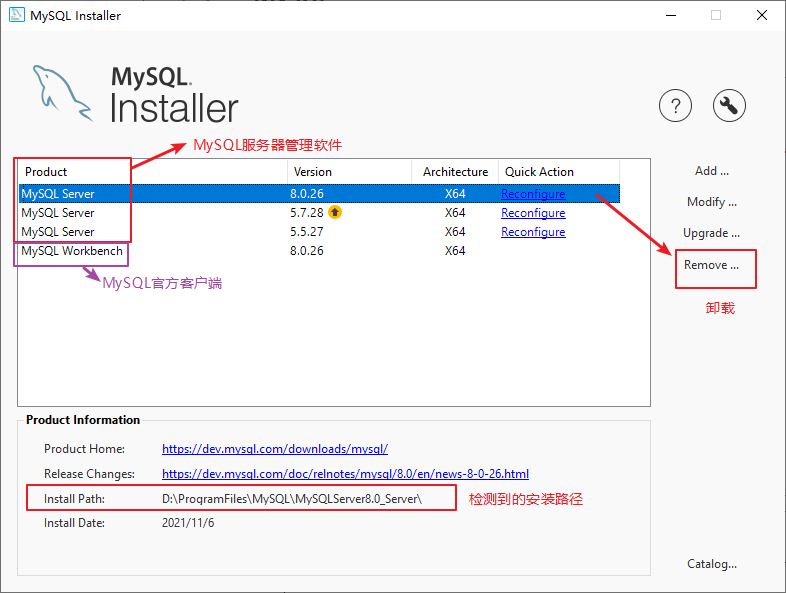 MySQL Installer
MySQL.
Installer
?
MySQL服务器管理软件
Product Version Architecture Quick Action
MySQL Server 8.0.26 X64 Reconfigure
MySQL Server 5.7.28 X64 Reconfigure
MySQL Server 5.5.27 X64 Reconfigure
MySQL Workbench 8.0.26 X64
MySQL官方客户端
Add ...
Modify ...
Upgrade ...
Remove ...
卸载
Product Information
Product Home: https://dev.mysql.com/downloads/mysql/
Release Changes: https://dev.mysql.com/doc/relnotes/mysql/8.0/en/news-8-0-26.html
Install Path: D:\ProgramFiles\MySQL\MySQLServer8.0_Server\ 检测到的安装路径
Install Date: 2021/11/6
Catalog...